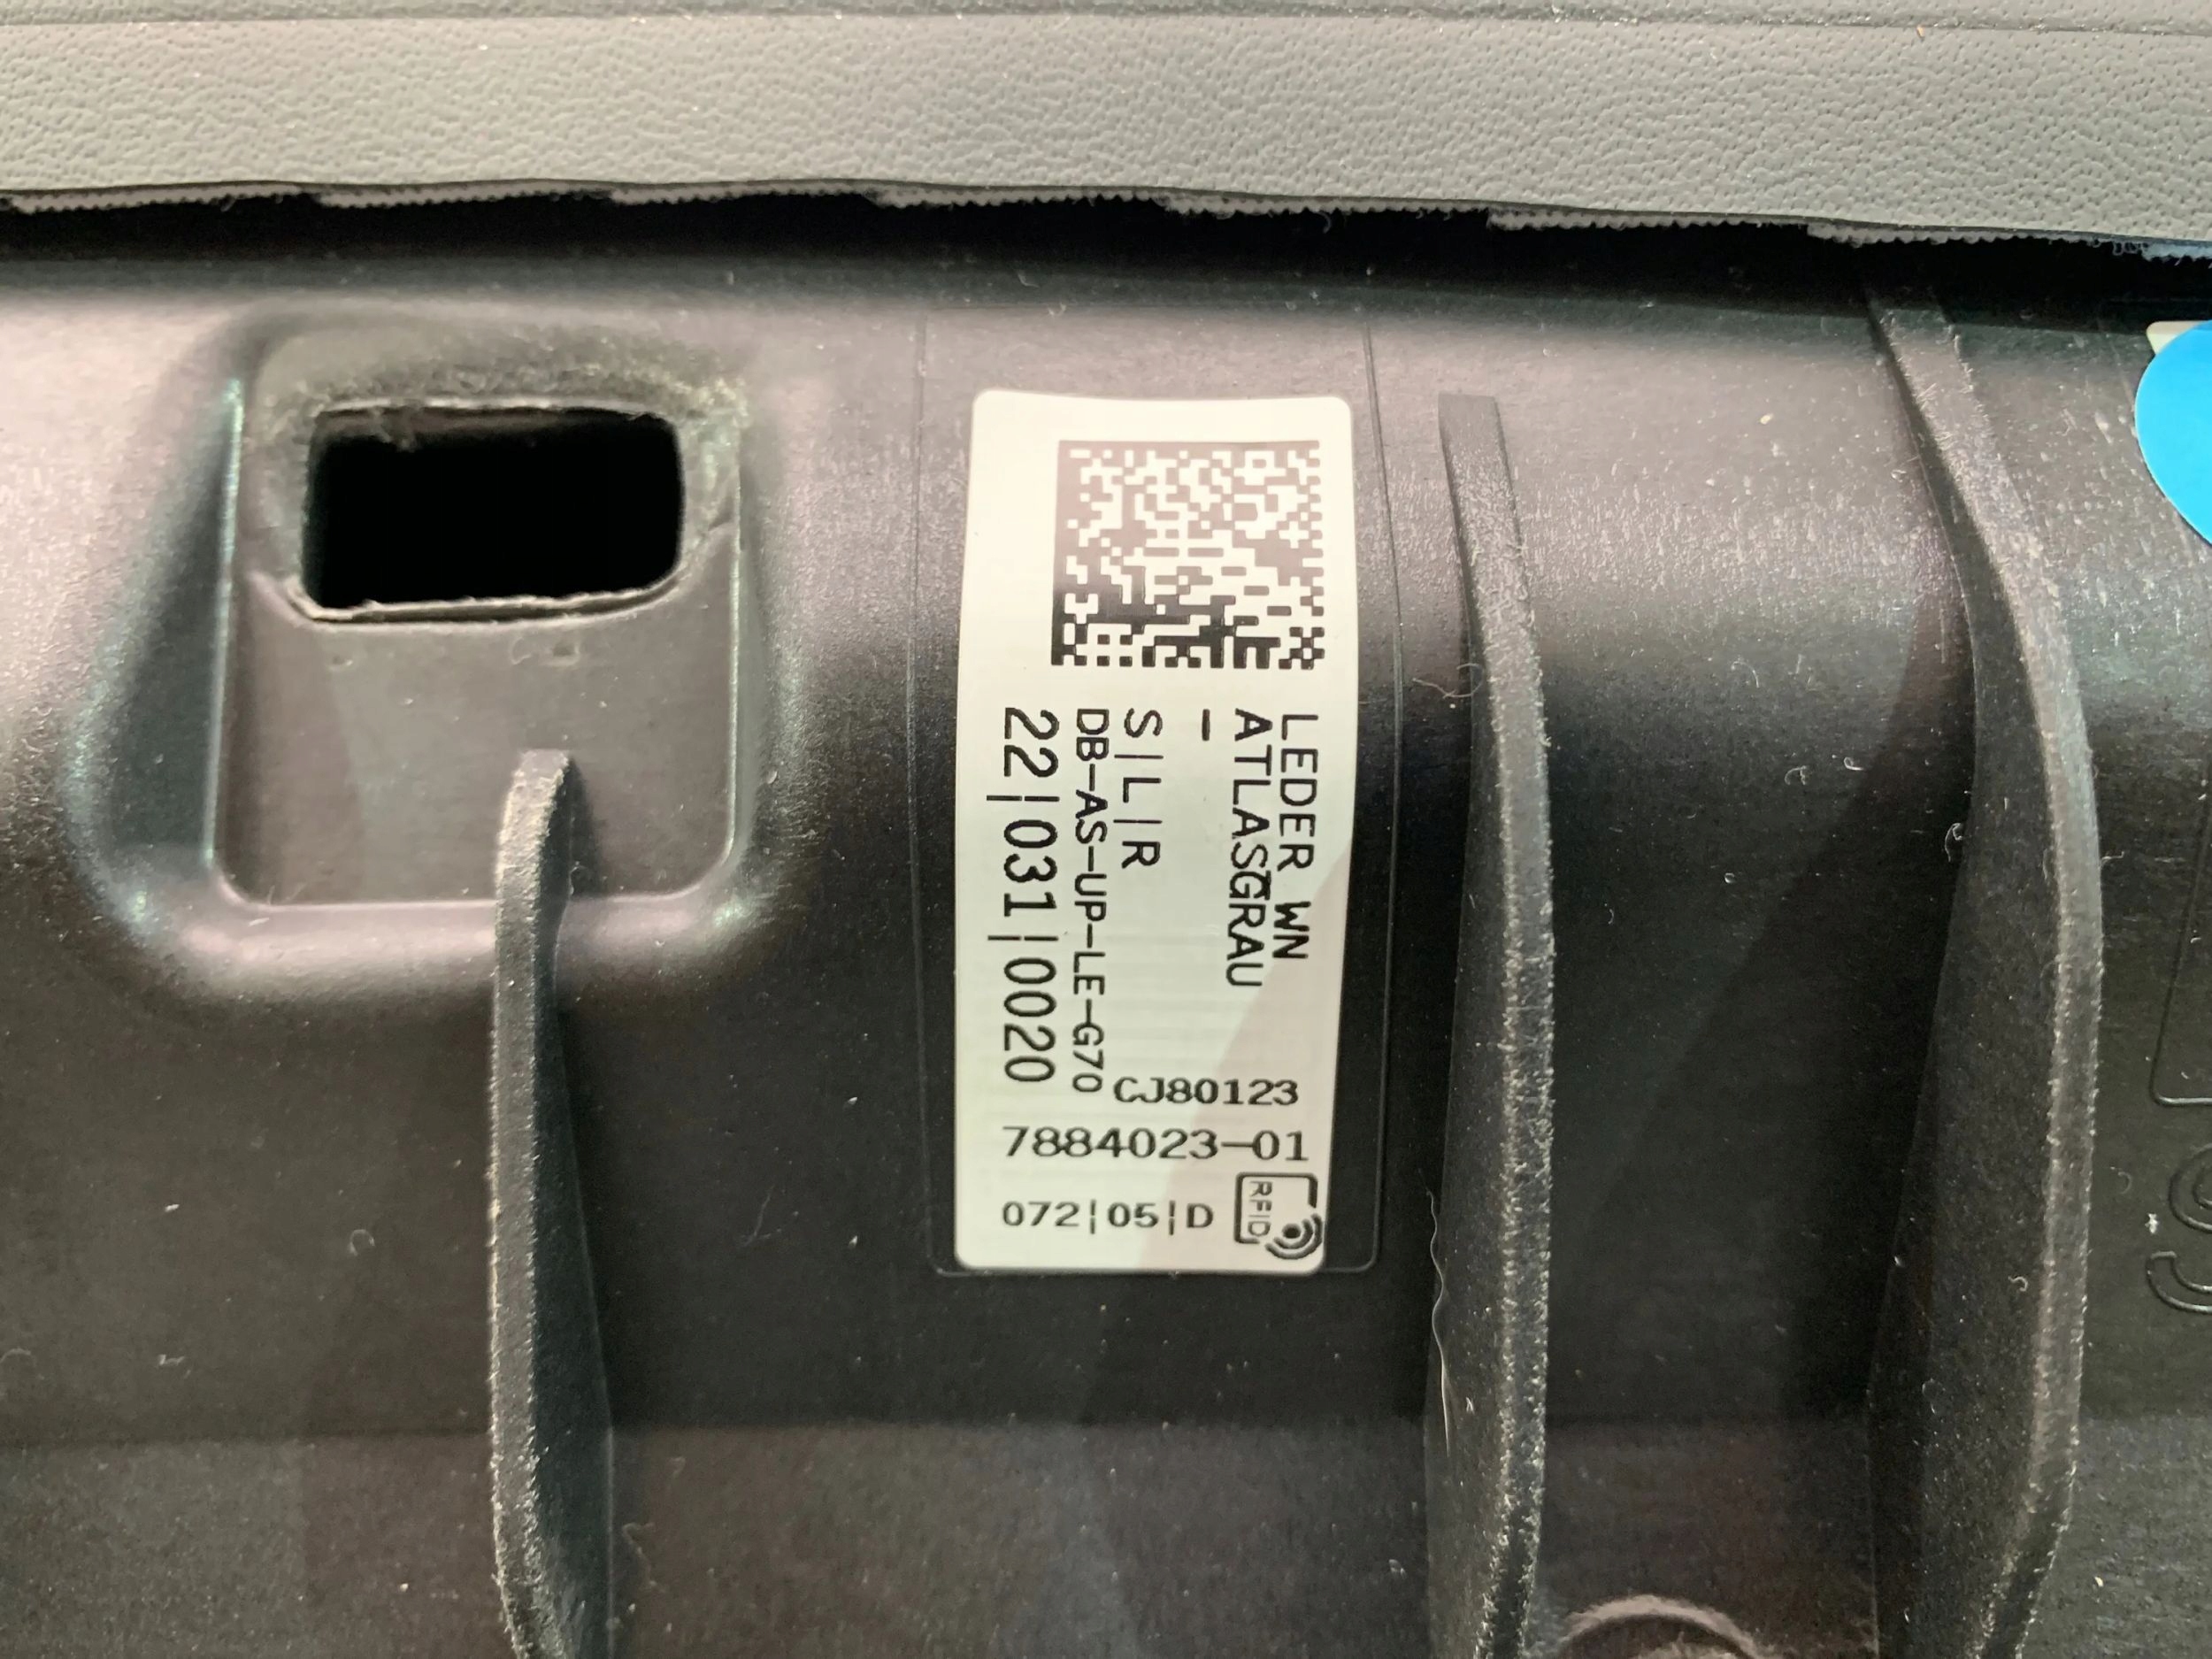 LEDER WN
ATLASGRAU
-
S|L|R
DB-AS-UP-LE-G70
22|031|0020
CJ80123
7884023-01
072|05|D
RFID